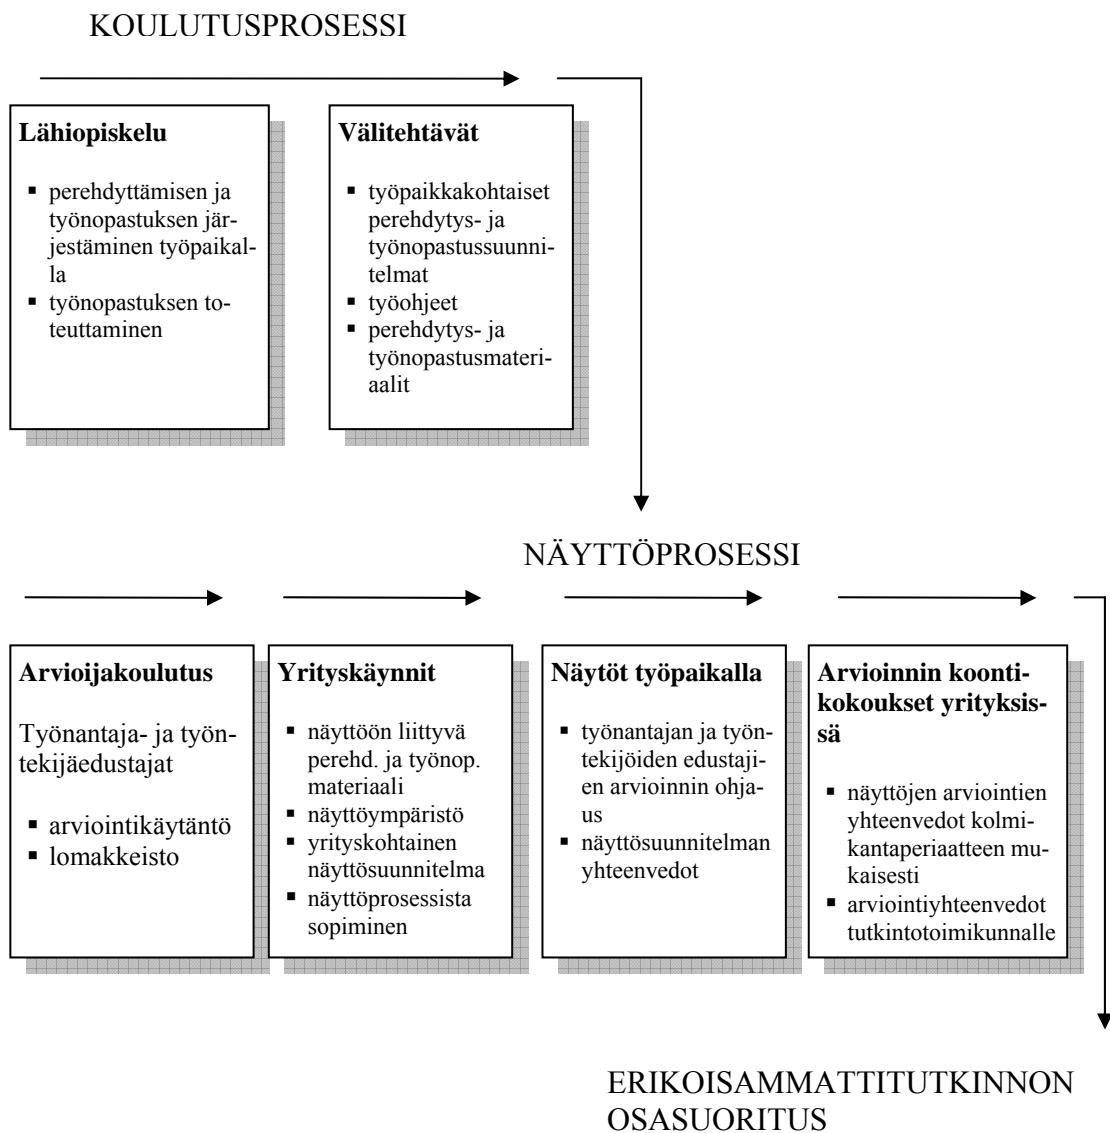 KOULUTUSPROSESSI
Lähiopiskelu
▪ perehdyttämisen ja
työnopastuksen jär-
jestäminen työpaikal-
la
▪ työnopastuksen to-
teuttaminen
Välitehtävät
▪ työpaikkakohtaiset
perehdytys- ja
työnopastussuunni-
telmat
▪ työohjeet
▪ perehdytys- ja
työnopastusmateri-
aalit
NÄYTTÖPROSESSI
Arvioijakoulutus
Työnantaja- ja työn-
tekijäedustajat
▪ arviointikäytäntö
▪ lomakkeisto
Yrityskäynnit
▪ näyttöön liittyvä
perehd. ja työnop.
materiaali
▪ näyttöympäristö
▪ yrityskohtainen
näyttösuunnitelma
▪ näyttöprosessista
sopiminen
Näytöt työpaikalla
▪ työnantajan ja työn-
tekijöiden edustaji-
en arvioinnin ohja-
us
▪ näyttösuunnitelman
yhteenvedot
Arvioinnin koonti-
kokoukset yrityksis-
sä
▪ näyttöjen arviointien
yhteenvedot kolmi-
kantaperiaatteen mu-
kaisesti
▪ arviointiyhteenvedot
tutkintotoimikunnalle
ERIKOISAMMATTITUTKINNON
OSASUORITUS